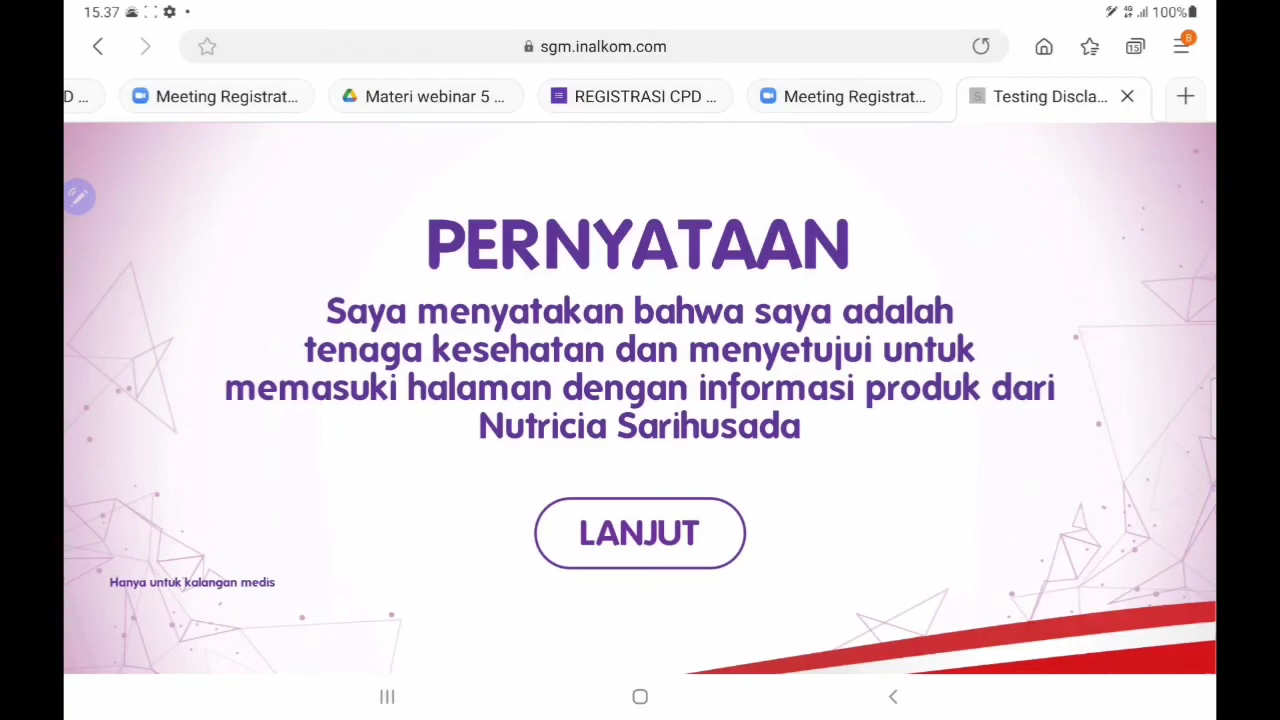 15.37
4G
100%
sgm.inalkom.com
15
B
D ...
Meeting Registrat...
Materi webinar 5 ...
REGISTRASI CPD ...
Meeting Registrat...
S
Testing Discla...
PERNYATAAN
Saya menyatakan bahwa saya adalah
tenaga kesehatan dan menyetujui untuk
memasuki halaman dengan informasi produk dari
Nutricia Sarihusada
LANJUT
Hanya untuk kalangan medis